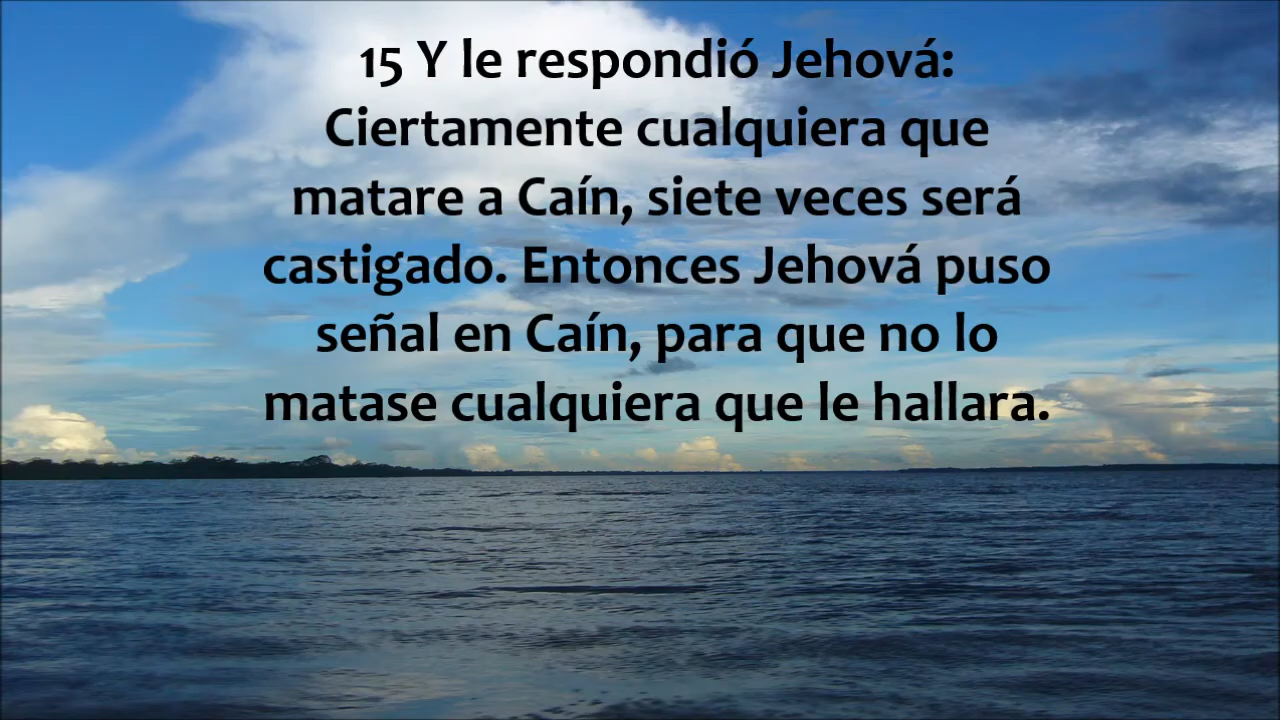 15 Y le respondió Jehová:
Ciertamente cualquiera que
matare a Caín, siete veces será
castigado. Entonces Jehová puso
señal en Caín, para que no lo
matase cualquiera que le hallara.